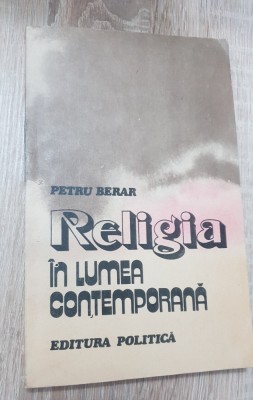 PETRU BERAR
Religia
ÎN LUMEA
CONTEMPORANĂ
EDITURA POLITICĂ